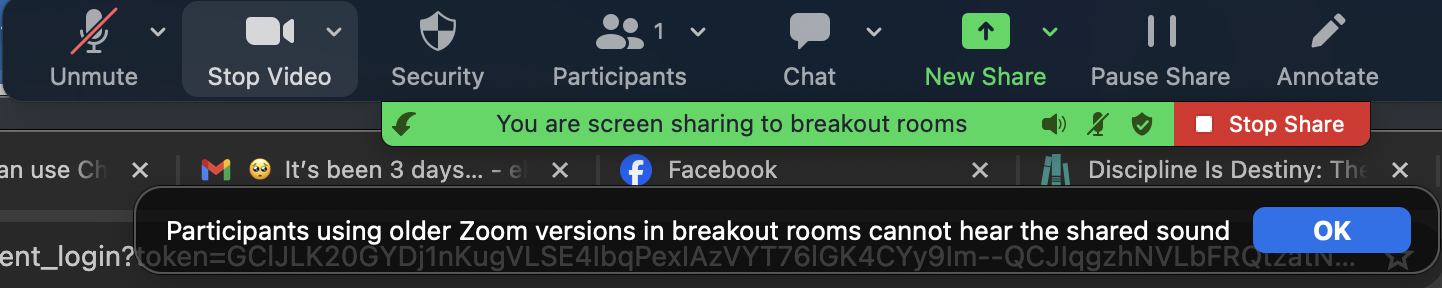 1
Unmute Stop Video Security Participants Chat New Share Pause Share Annotate
You are screen sharing to breakout rooms Stop Share
an use Ch It's been 3 days... - el Facebook Discipline Is Destiny: The
Participants using older Zoom versions in breakout rooms cannot hear the shared sound OK
ent_login?token=